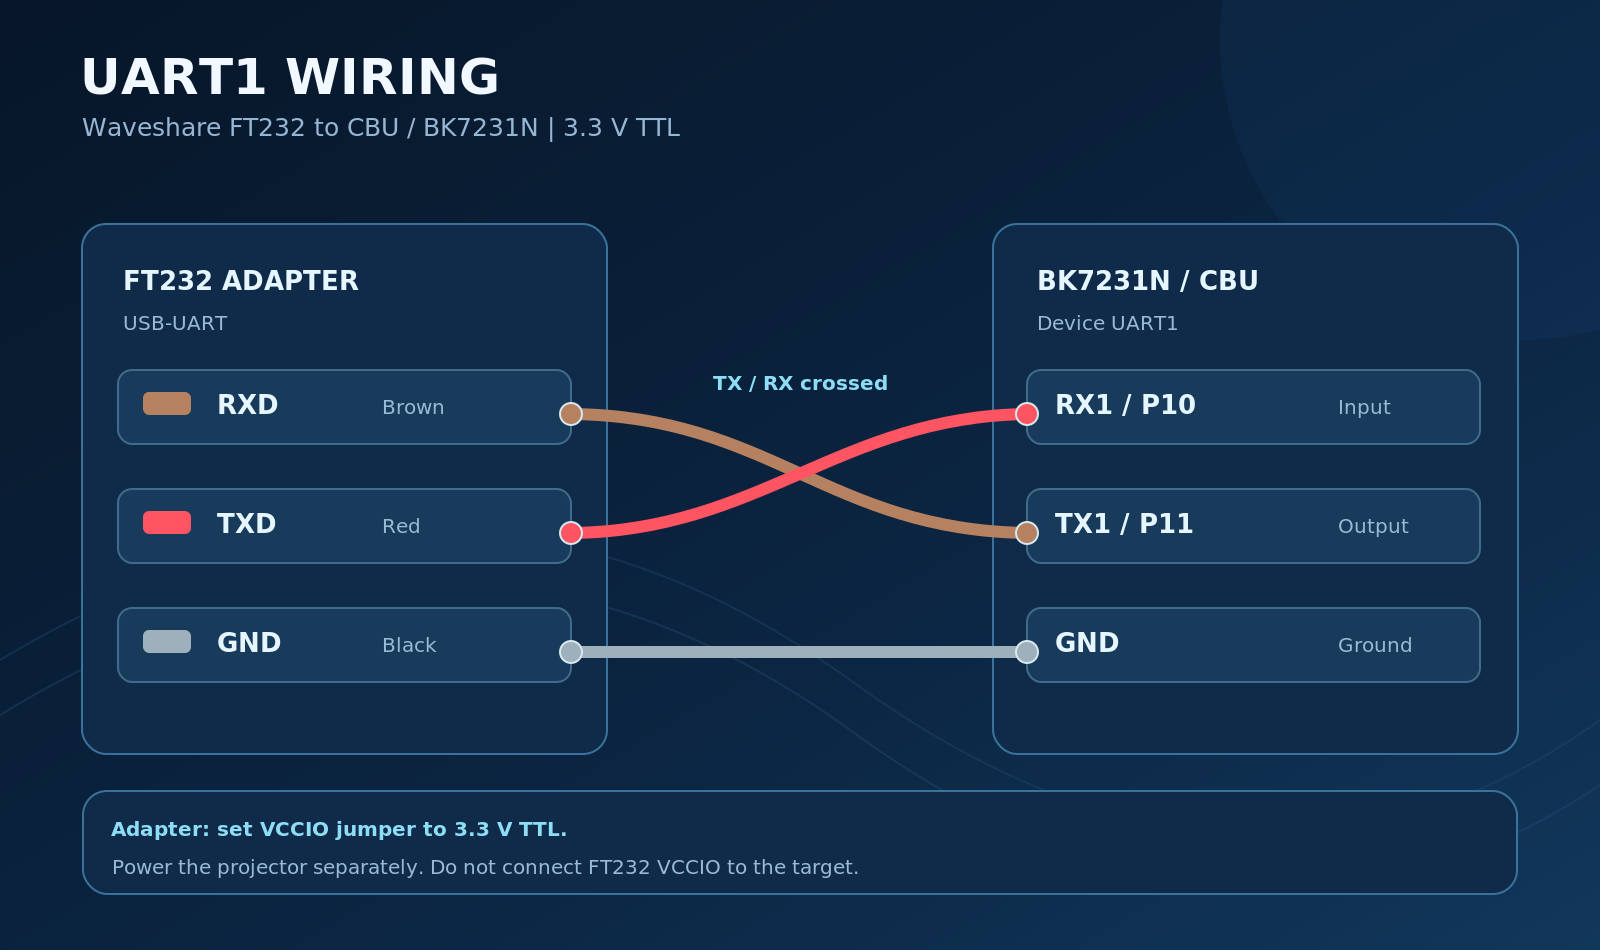 UART1 WIRING
Waveshare FT232 to CBU / BK7231N | 3.3 V TTL
FT232 ADAPTER
USB-UART
RXD Brown
TXD Red
GND Black
TX / RX crossed
BK7231N / CBU
Device UART1
RX1 / P10 Input
TX1 / P11 Output
GND Ground
Adapter: set VCCIO jumper to 3.3 V TTL.
Power the projector separately. Do not connect FT232 VCCIO to the target.